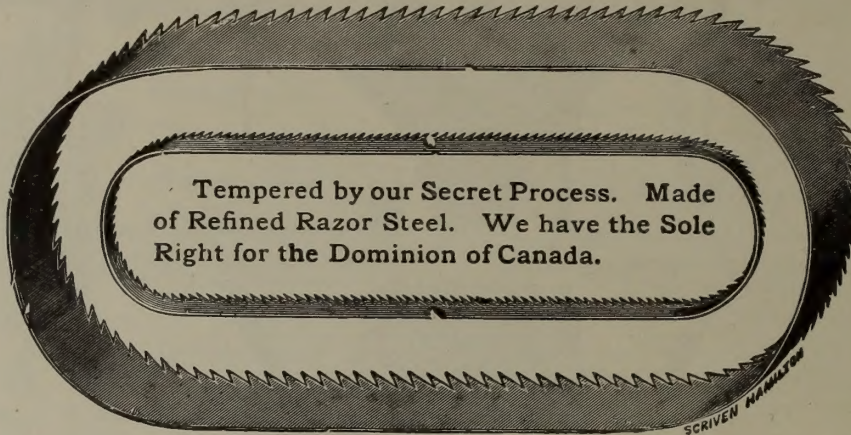 Tempered by our Secret Process. Made
of Refined Razor Steel. We have the Sole
Right for the Dominion of Canada.
SCRIVEN HAMILTON